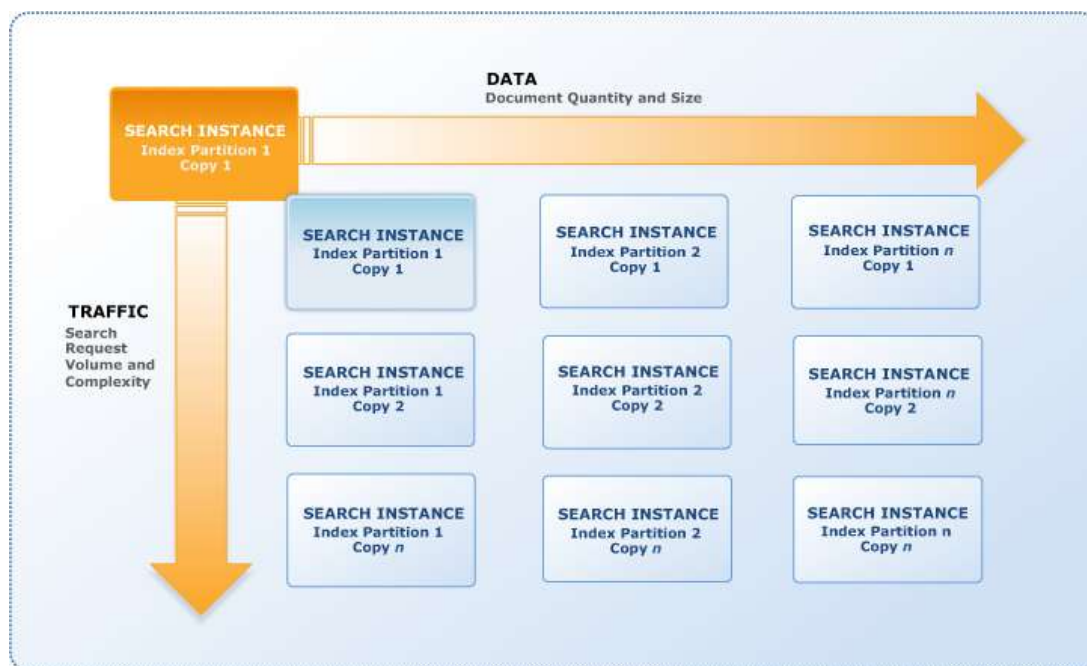 DATA
Document Quantity and Size
SEARCH INSTANCE
Index Partition 1
Copy 1
TRAFFIC
Search
Request
Volume and
Complexity
SEARCH INSTANCE
Index Partition 1
Copy 1
SEARCH INSTANCE
Index Partition 2
Copy 1
SEARCH INSTANCE
Index Partition n
Copy 1
SEARCH INSTANCE
Index Partition 1
Copy 2
SEARCH INSTANCE
Index Partition 2
Copy 2
SEARCH INSTANCE
Index Partition n
Copy 2
SEARCH INSTANCE
Index Partition 1
Copy n
SEARCH INSTANCE
Index Partition 2
Copy n
SEARCH INSTANCE
Index Partition n
Copy n